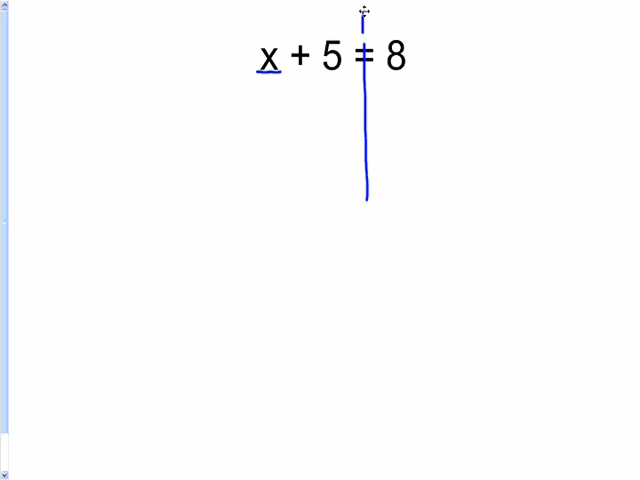 x + 5 = 8